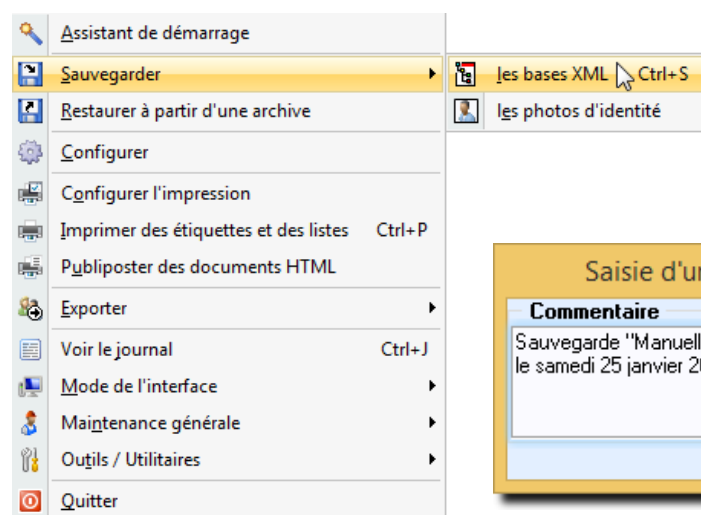 Assistant de démarrage
Sauvegarder
les bases XML Ctrl+S
Restaurer à partir d'une archive
les photos d'identité
Configurer
Configurer l'impression
Imprimer des étiquettes et des listes Ctrl+P
Publiposter des documents HTML
Exporter
Voir le journal Ctrl+J
Mode de l'interface
Maintenance générale
Outils / Utilitaires
Quitter
Saisie d'un
Commentaire
Sauvegarde "Manuell
le samedi 25 janvier